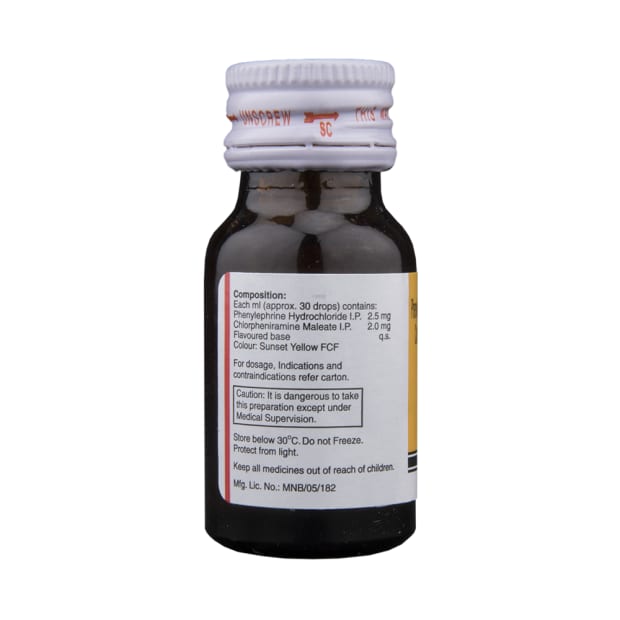 UNSCREW
SC
THIS
Composition:
Each ml (approx. 30 drops) contains:
Phenylephrine Hydrochloride I.P. 2.5 mg
Chlorpheniramine Maleate I.P. 2.0 mg
Flavoured base q.s.
Colour: Sunset Yellow FCF
For dosage, Indications and
contraindications refer carton.
Caution: It is dangerous to take
this preparation except under
Medical Supervision.
Store below 30°C. Do not Freeze.
Protect from light.
Keep all medicines out of reach of children.
Mfg. Lic. No.: MNB/05/182